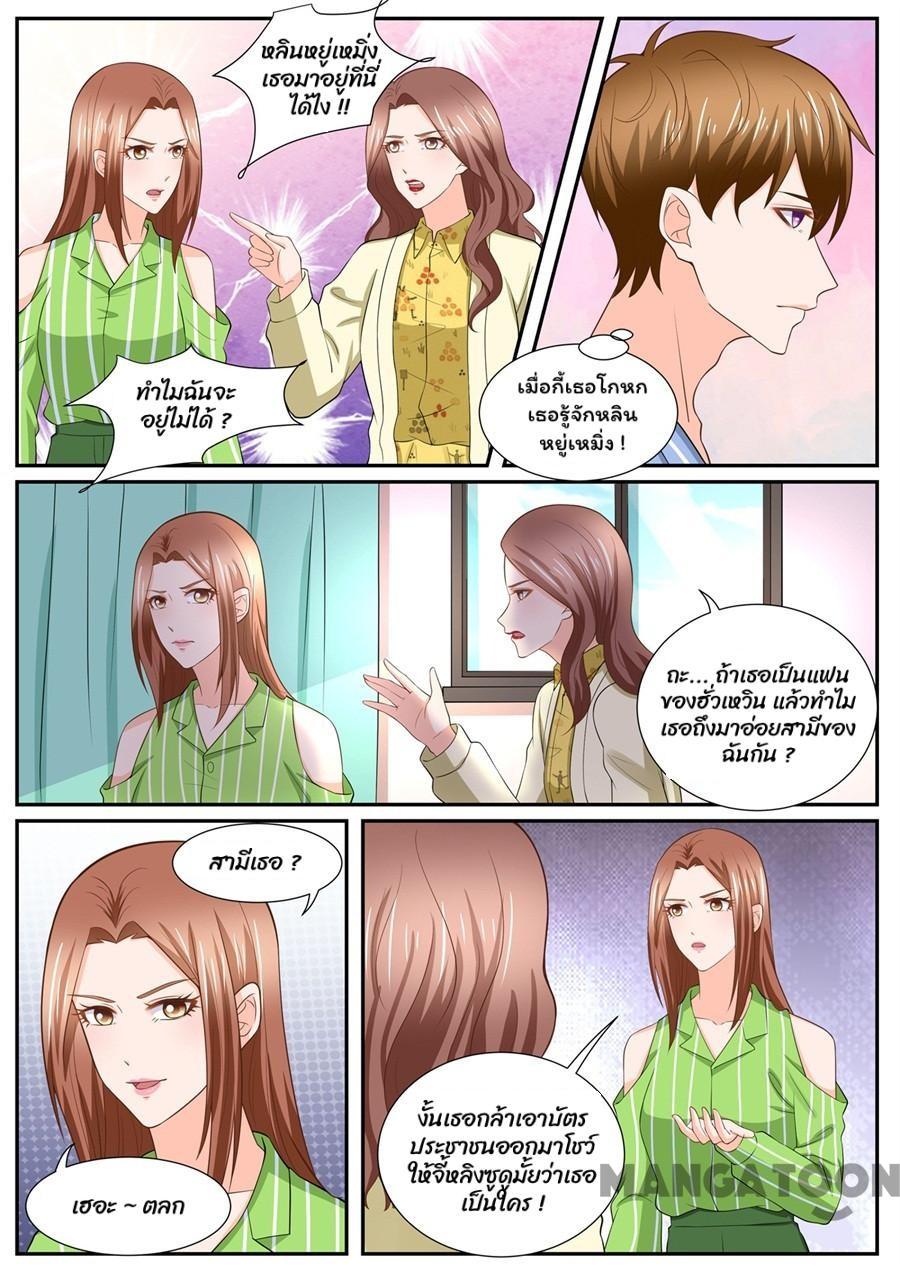 หลินหยู่เหมิ่ง
เธอมาอยู่ที่นี่
ได้ไง !!
ทำไมฉันจะ
อยู่ไม่ได้ ?
เมื่อกี้เธอโกหก
เธอรู้จักหลิน
หยู่เหมิ่ง !
ถะ... ถ้าเธอเป็นแฟน
ของฮั่วเหวิน แล้วทำไม
เธอถึงมาอ่อยสามีของ
ฉันกัน ?
สามีเธอ ?
เฮอะ ~ ตลก
งั้นเธอกล้าเอาบัตร
ประชาชนออกมาโชว์
ให้จี้หลิงซูดูมั้ยว่าเธอ
เป็นใคร !
MANGATOON